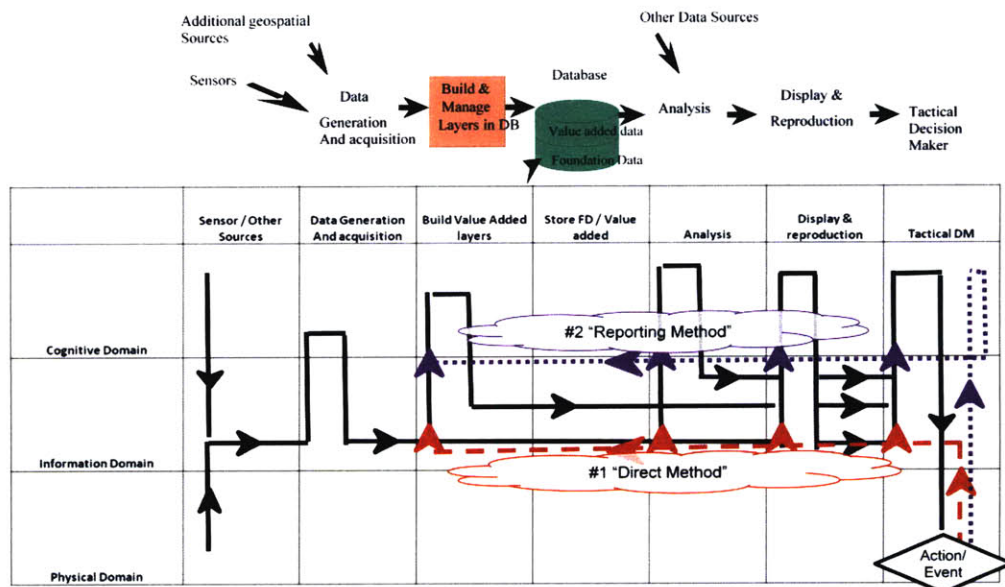 Additional geospatial
Sources
Other Data Sources
Sensors
Data
Generation
And acquisition
Build &
Manage
Layers in DB
Database
Value added data
Foundation Data
Analysis
Display &
Reproduction
Tactical
Decision
Maker
Sensor / Other
Sources
Data Generation
And acquisition
Build Value Added
layers
Store FD / Value
added
Analysis
Display &
reproduction
Tactical DM
#2 "Reporting Method"
Cognitive Domain
Information Domain
#1 "Direct Method"
Action/
Event
Physical Domain